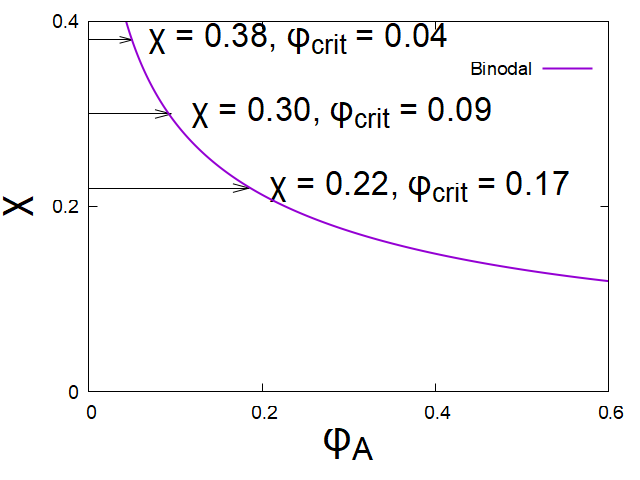 0.4
χ = 0.38, φcrit = 0.04
Binodal
χ = 0.30, φcrit = 0.09
χ = 0.22, φcrit = 0.17
0.2
χ
0
0 0.2 0.4 0.6
φA